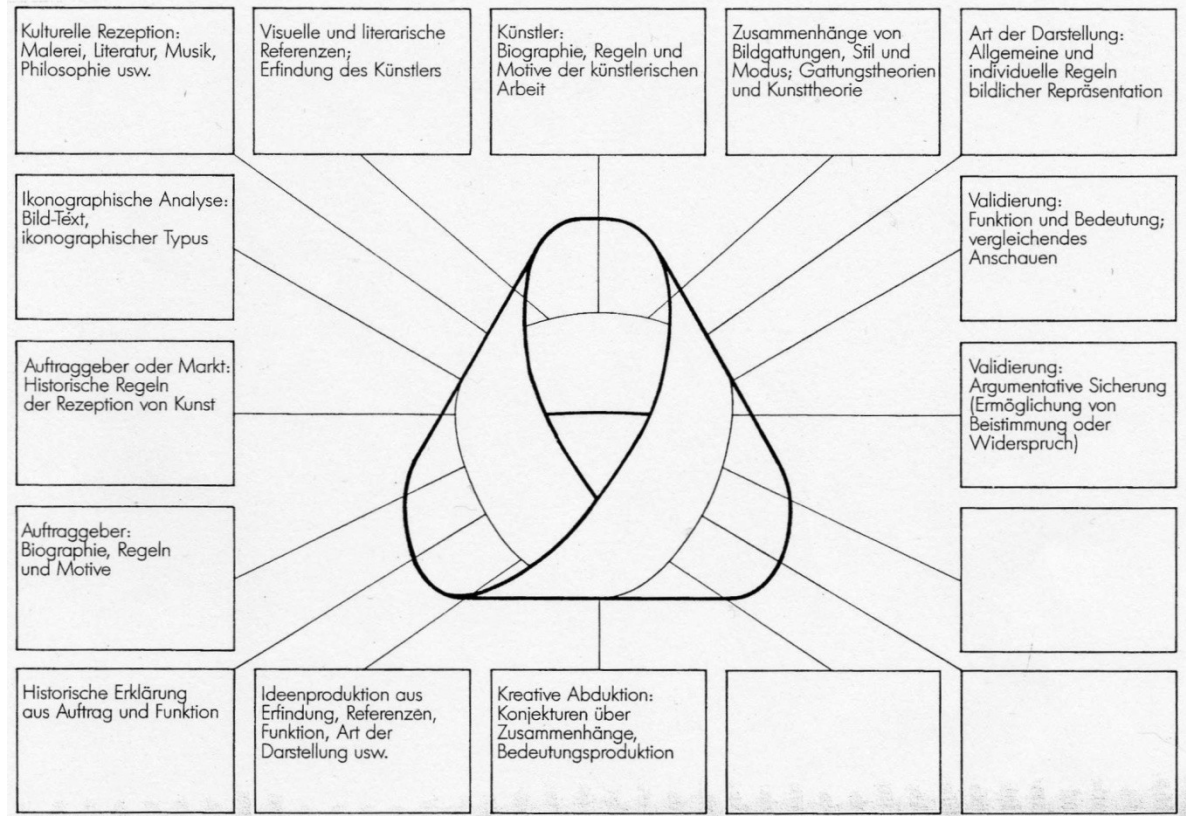 Kulturelle Rezeption:
Malerei, Literatur, Musik,
Philosophie usw.
Visuelle und literarische
Referenzen;
Erfindung des Künstlers
Künstler:
Biographie, Regeln und
Motive der künstlerischen
Arbeit
Zusammenhänge von
Bildgattungen, Stil und
Modus; Gattungstheorien
und Kunsttheorie
Art der Darstellung:
Allgemeine und
individuelle Regeln
bildlicher Repräsentation
Ikonographische Analyse:
Bild-Text,
ikonographischer Typus
Validierung:
Funktion und Bedeutung;
vergleichendes
Anschauen
Auftraggeber oder Markt:
Historische Regeln
der Rezeption von Kunst
Validierung:
Argumentative Sicherung
(Ermöglichung von
Beistimmung oder
Widerspruch)
Auftraggeber:
Biographie, Regeln
und Motive
Historische Erklärung
aus Auftrag und Funktion
Ideenproduktion aus
Erfindung, Referenzen,
Funktion, Art der
Darstellung usw.
Kreative Abduktion:
Konjekturen über
Zusammenhänge,
Bedeutungsproduktion